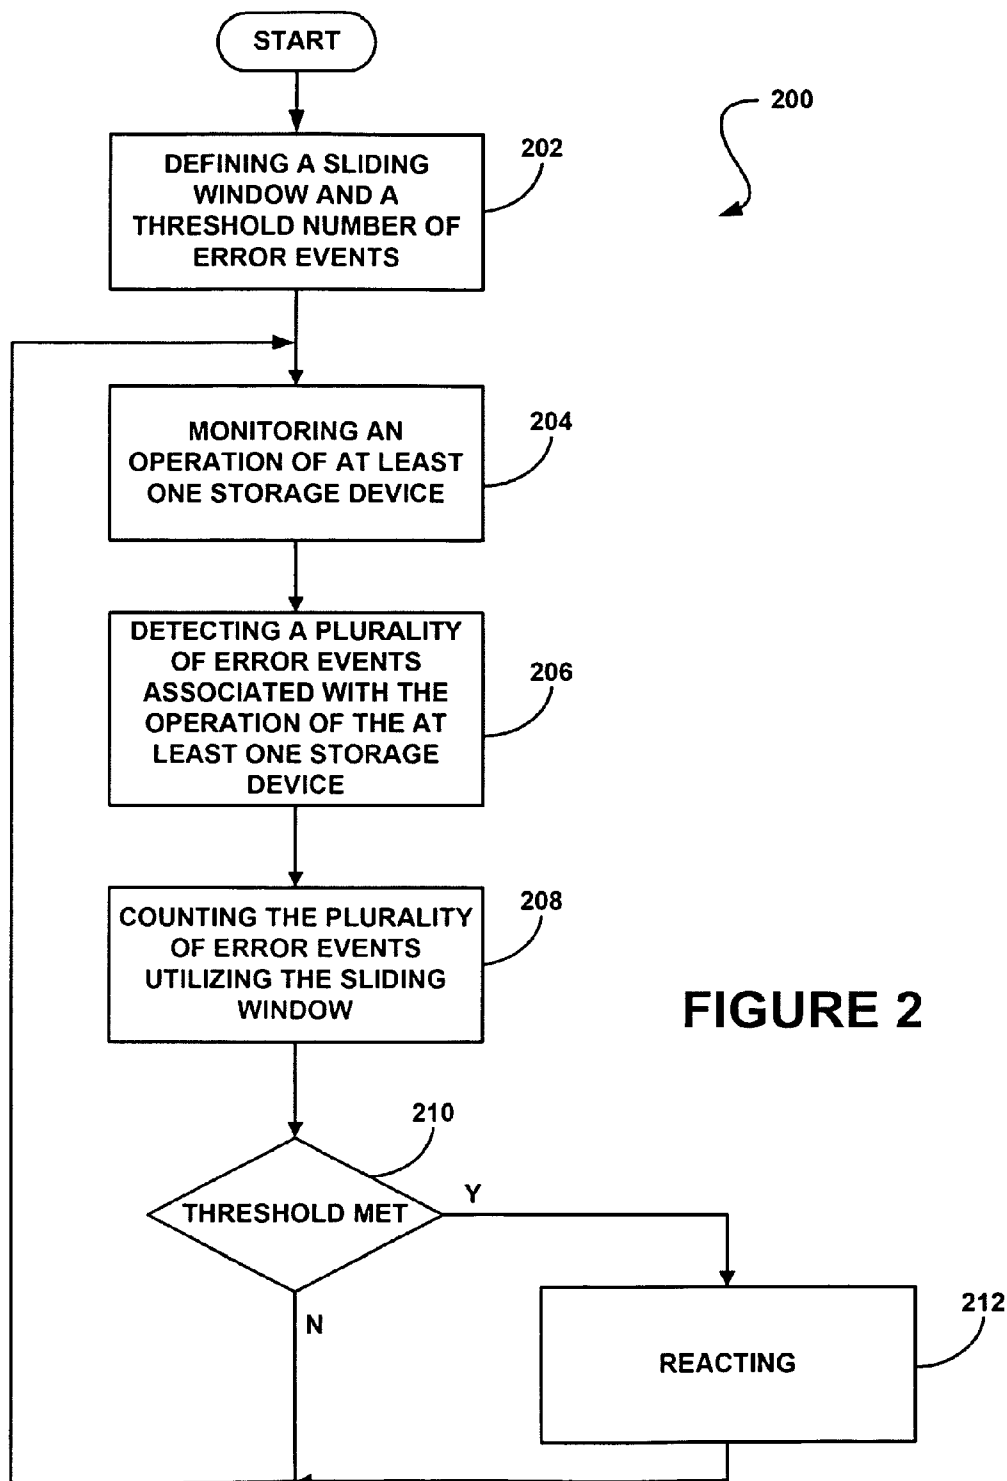 START
200
202
DEFINING A SLIDING
WINDOW AND A
THRESHOLD NUMBER OF
ERROR EVENTS
204
MONITORING AN
OPERATION OF AT LEAST
ONE STORAGE DEVICE
206
DETECTING A PLURALITY
OF ERROR EVENTS
ASSOCIATED WITH THE
OPERATION OF THE AT
LEAST ONE STORAGE
DEVICE
208
COUNTING THE PLURALITY
OF ERROR EVENTS
UTILIZING THE SLIDING
WINDOW
FIGURE 2
210
THRESHOLD MET
Y
N
212
REACTING